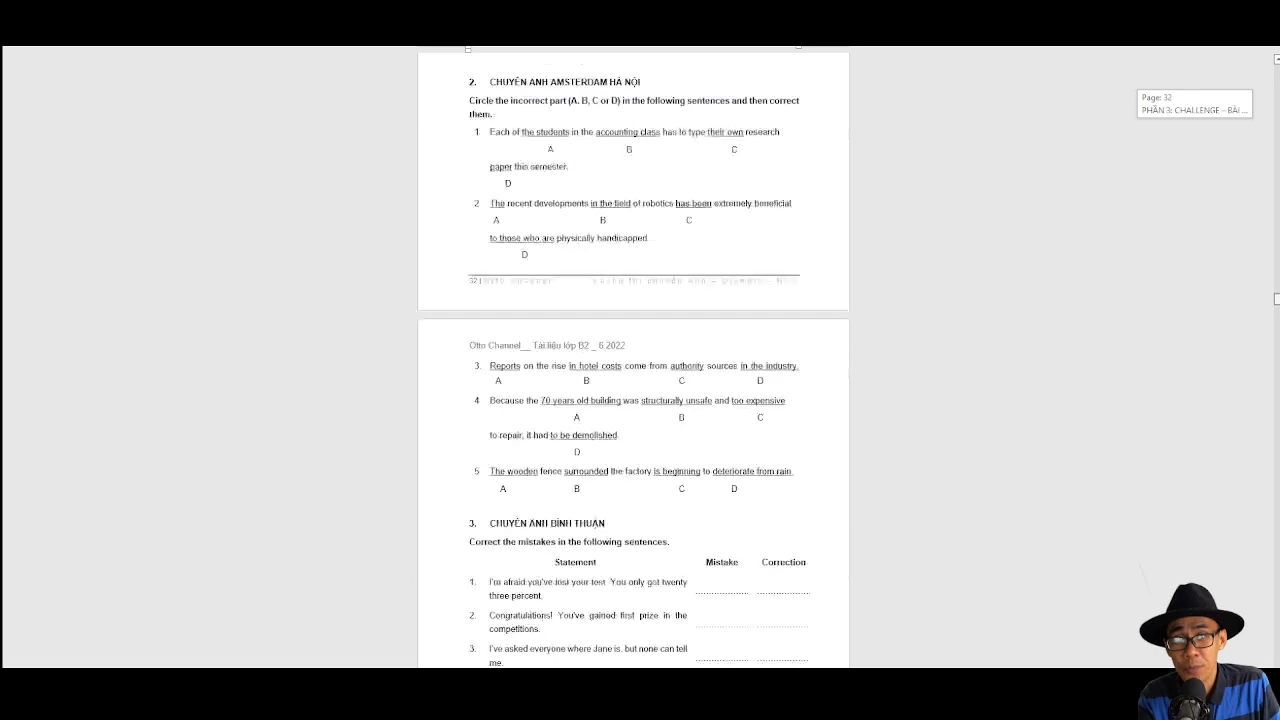 Page: 32
PHẦN 3: CHALLENGE – BÀI ...
2. CHUYÊN ANH AMSTERDAM HÀ NỘI
Circle the incorrect part (A, B, C or D) in the following sentences and then correct
them.
1. Each of the students in the accounting class has to type their own research
A B C
paper this semester.
D
2 The recent developments in the field of robotics has been extremely beneficial
A B C
to those who are physically handicapped.
D
32 |
Otto Channel__ Tài liệu lớp B2 _ 6.2022
3. Reports on the rise in hotel costs come from authority sources in the industry.
A B C D
4 Because the 70-years old building was structurally unsafe and too expensive
A B C
to repair, it had to be demolished.
D
5 The wooden fence surrounded the factory is beginning to deteriorate from rain.
A B C D
3. CHUYÊN ANH BÌNH THUẬN
Correct the mistakes in the following sentences.
Statement Mistake Correction
1. I'm afraid you've lost your test. You only got twenty
three percent.
2. Congratulations! You've gained first prize in the
competitions.
3. I've asked everyone where Jane is, but none can tell
me.